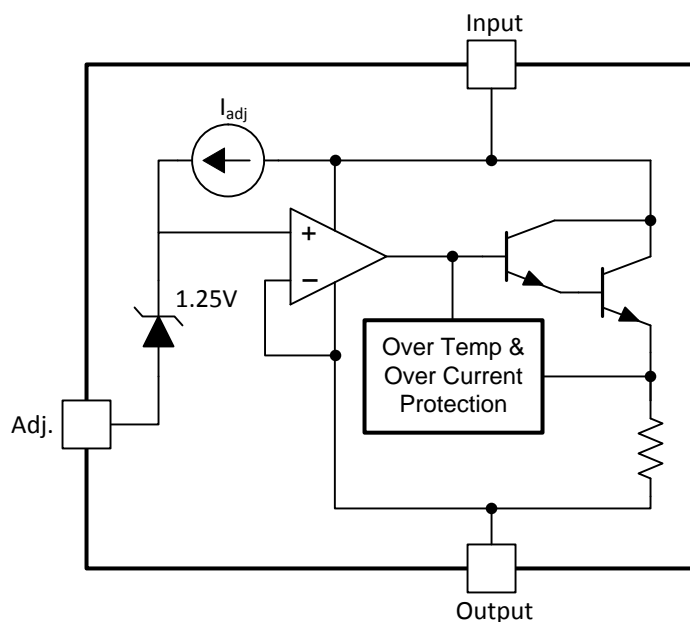 Input
I_adj
+
−
1.25V
Over Temp &
Over Current
Protection
Adj.
Output